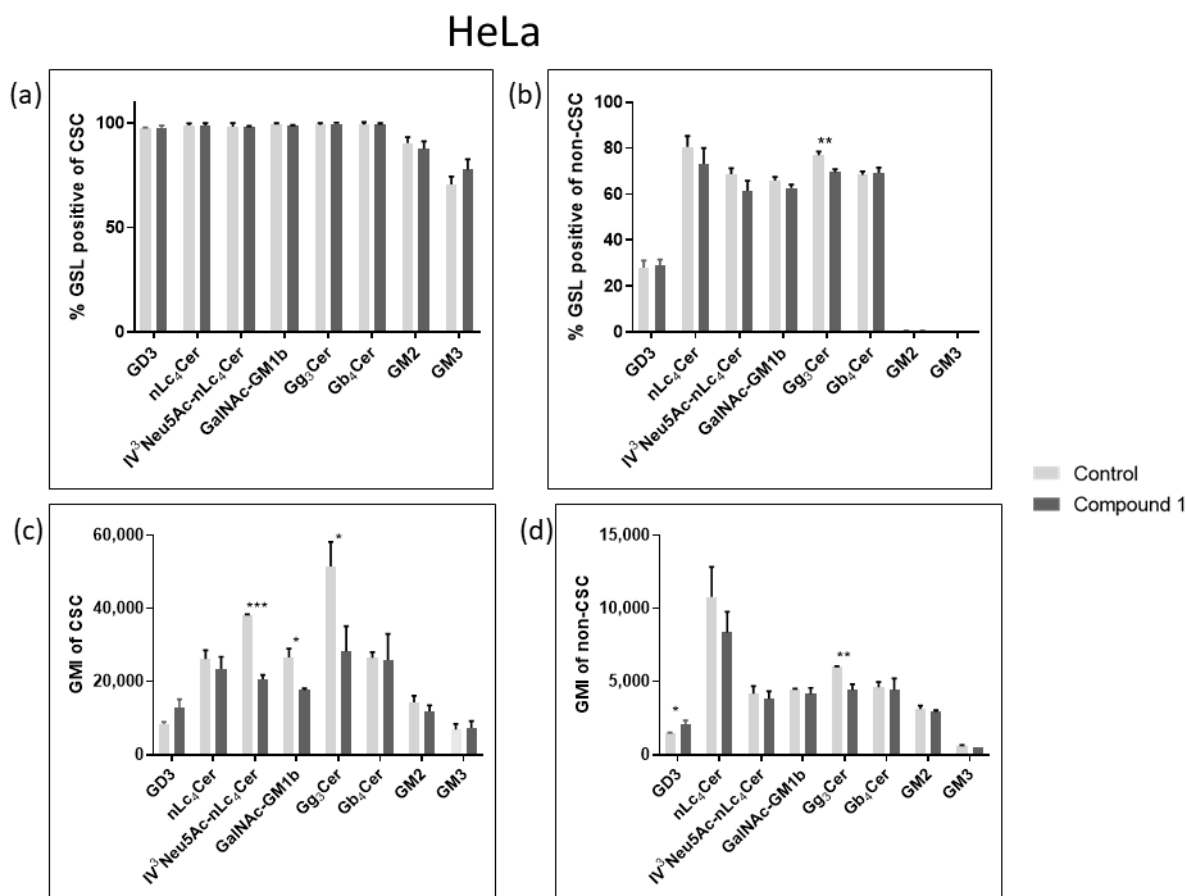 HeLa
(a)
% GSL positive of CSC
100
50
0
GD3
nLc₄Cer
IV³Neu5Ac-nLc₄Cer
GalNAc-GM1b
Gg₃Cer
Gb₄Cer
GM2
GM3
(b)
% GSL positive of non-CSC
100
80
60
40
20
0
**
GD3
nLc₄Cer
IV³Neu5Ac-nLc₄Cer
GalNAc-GM1b
Gg₃Cer
Gb₄Cer
GM2
GM3
Control
Compound 1
(c)
GMI of CSC
60,000
40,000
20,000
0
***
*
*
GD3
nLc₄Cer
IV³Neu5Ac-nLc₄Cer
GalNAc-GM1b
Gg₃Cer
Gb₄Cer
GM2
GM3
(d)
GMI of non-CSC
15,000
10,000
5,000
0
*
**
GD3
nLc₄Cer
IV³Neu5Ac-nLc₄Cer
GalNAc-GM1b
Gg₃Cer
Gb₄Cer
GM2
GM3